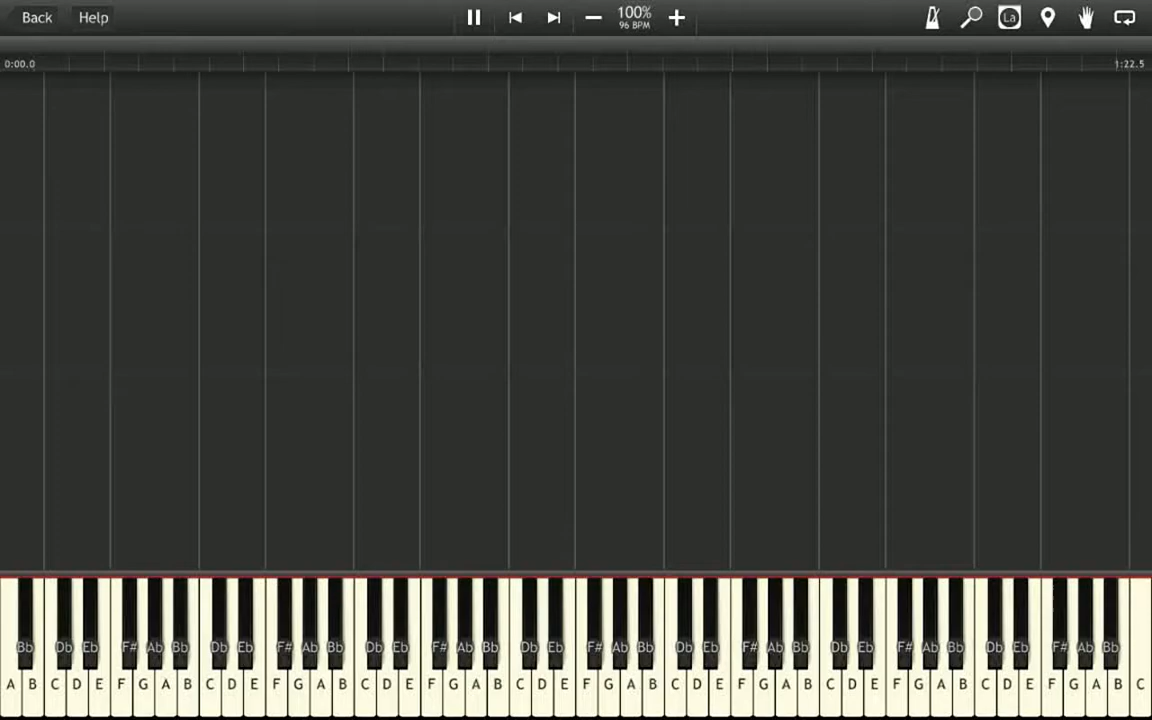 Back Help 100% La
96 BPM
0:00.0 1:22.5
Bb Db Eb F# Ab Bb Db Eb F# Ab Bb Db Eb F# Ab Bb Db Eb F# Ab Bb Db Eb F# Ab Bb Db Eb F# Ab Bb Db Eb F# Ab Bb
A B C D E F G A B C D E F G A B C D E F G A B C D E F G A B C D E F G A B C D E F G A B C D E F G A B C